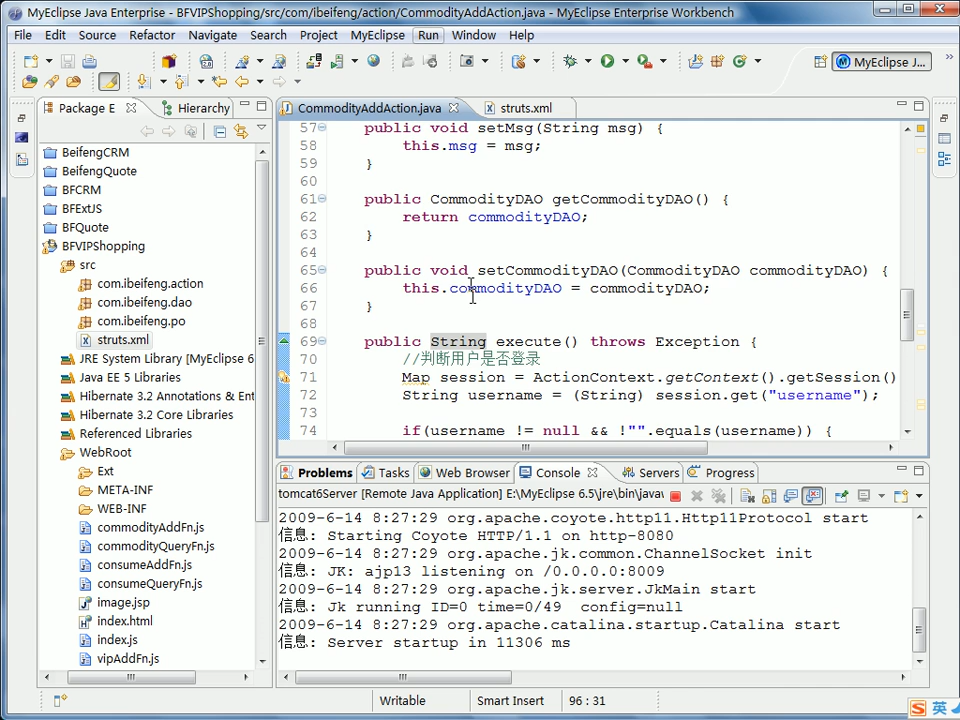 MyEclipse Java Enterprise - BFVIPShopping/src/com/ibeifeng/action/CommodityAddAction.java - MyEclipse Enterprise Workbench
File Edit Source Refactor Navigate Search Project MyEclipse Run Window Help
MyEclipse J...
Package E
Hierarchy
BeifengCRM
BeifengQuote
BFCRM
BFExtJS
BFQuote
BFVIPShopping
src
com.ibeifeng.action
com.ibeifeng.dao
com.ibeifeng.po
struts.xml
JRE System Library [MyEclipse 6
Java EE 5 Libraries
Hibernate 3.2 Annotations & Ent
Hibernate 3.2 Core Libraries
Referenced Libraries
WebRoot
Ext
META-INF
WEB-INF
commodityAddFn.js
commodityQueryFn.js
consumeAddFn.js
consumeQueryFn.js
image.jsp
index.html
index.js
vipAddFn.js
CommodityAddAction.java
struts.xml
57 public void setMsg(String msg) {
58 this.msg = msg;
59 }
60
61 public CommodityDAO getCommodityDAO() {
62 return commodityDAO;
63 }
64
65 public void setCommodityDAO(CommodityDAO commodityDAO) {
66 this.commodityDAO = commodityDAO;
67 }
68
69 public String execute() throws Exception {
70 //判断用户是否登录
71 Map session = ActionContext.getContext().getSession()
72 String username = (String) session.get("username");
73
74 if(username != null && !"".equals(username)) {
Problems Tasks Web Browser Console Servers Progress
tomcat6Server [Remote Java Application] E:\MyEclipse 6.5\jre\bin\javaw
2009-6-14 8:27:29 org.apache.coyote.http11.Http11Protocol start
信息: Starting Coyote HTTP/1.1 on http-8080
2009-6-14 8:27:29 org.apache.jk.common.ChannelSocket init
信息: JK: ajp13 listening on /0.0.0.0:8009
2009-6-14 8:27:29 org.apache.jk.server.JkMain start
信息: Jk running ID=0 time=0/49  config=null
2009-6-14 8:27:29 org.apache.catalina.startup.Catalina start
信息: Server startup in 11306 ms
Writable
Smart Insert
96 : 31
英